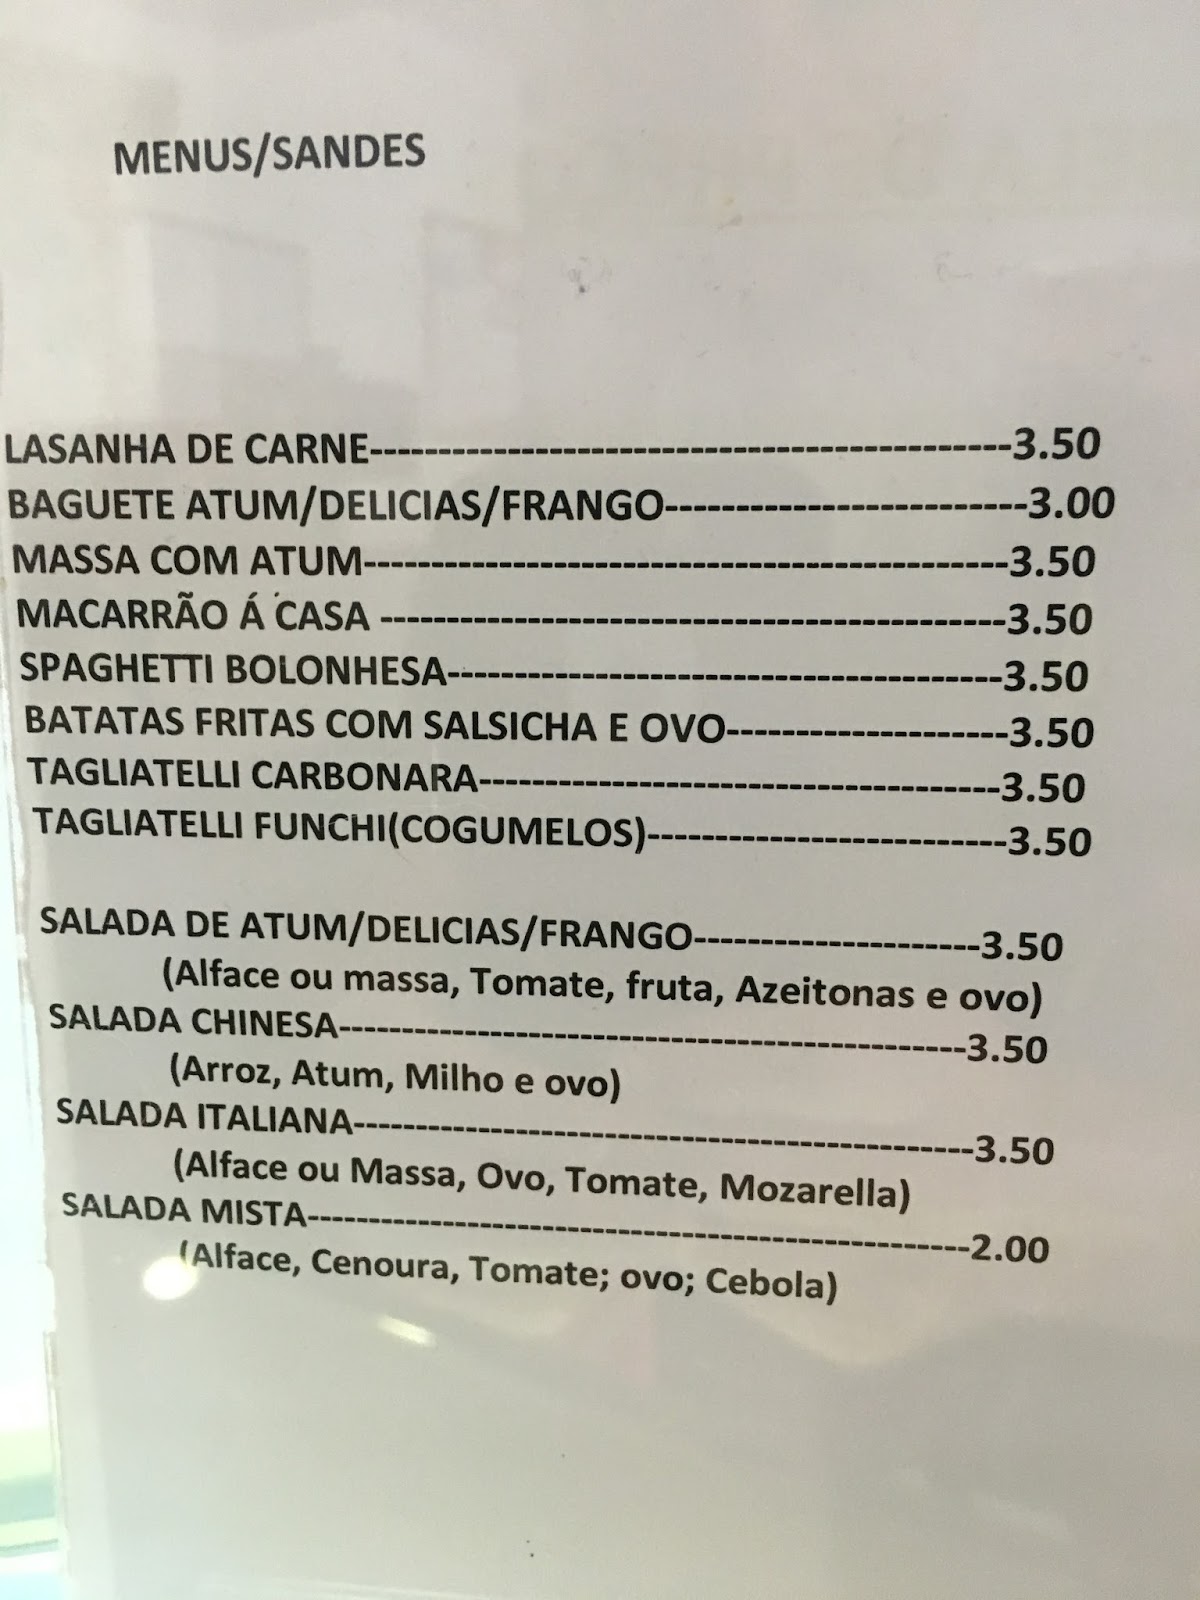 MENUS/SANDES
LASANHA DE CARNE-----------------------------------------------3.50
BAGUETE ATUM/DELICIAS/FRANGO--------------------------3.00
MASSA COM ATUM-----------------------------------------------3.50
MACARRÃO Á CASA ----------------------------------------------3.50
SPAGHETTI BOLONHESA-----------------------------------------3.50
BATATAS FRITAS COM SALSICHA E OVO---------------------3.50
TAGLIATELLI CARBONARA---------------------------------------3.50
TAGLIATELLI FUNCHI(COGUMELOS)---------------------------3.50
SALADA DE ATUM/DELICIAS/FRANGO----------------------3.50
(Alface ou massa, Tomate, fruta, Azeitonas e ovo)
SALADA CHINESA-------------------------------------------------3.50
(Arroz, Atum, Milho e ovo)
SALADA ITALIANA------------------------------------------------3.50
(Alface ou Massa, Ovo, Tomate, Mozarella)
SALADA MISTA----------------------------------------------------2.00
(Alface, Cenoura, Tomate; ovo; Cebola)